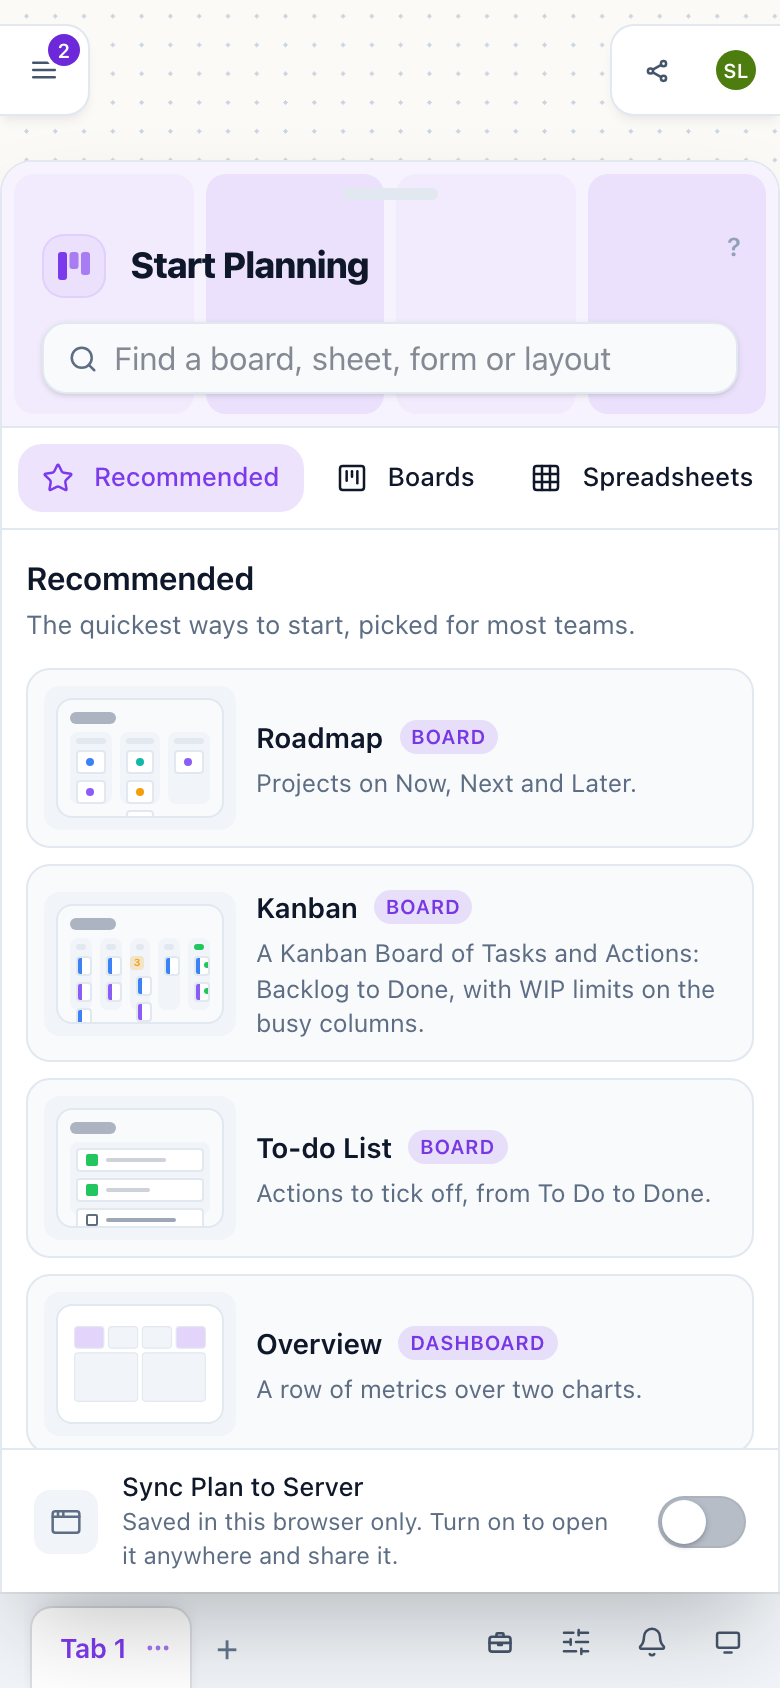 2
SL
Start Planning
?
Find a board, sheet, form or layout
Recommended
Boards
Spreadsheets
Recommended
The quickest ways to start, picked for most teams.
Roadmap BOARD
Projects on Now, Next and Later.
Kanban BOARD
A Kanban Board of Tasks and Actions:
Backlog to Done, with WIP limits on the
busy columns.
3
To-do List BOARD
Actions to tick off, from To Do to Done.
Overview DASHBOARD
A row of metrics over two charts.
Sync Plan to Server
Saved in this browser only. Turn on to open
it anywhere and share it.
Tab 1